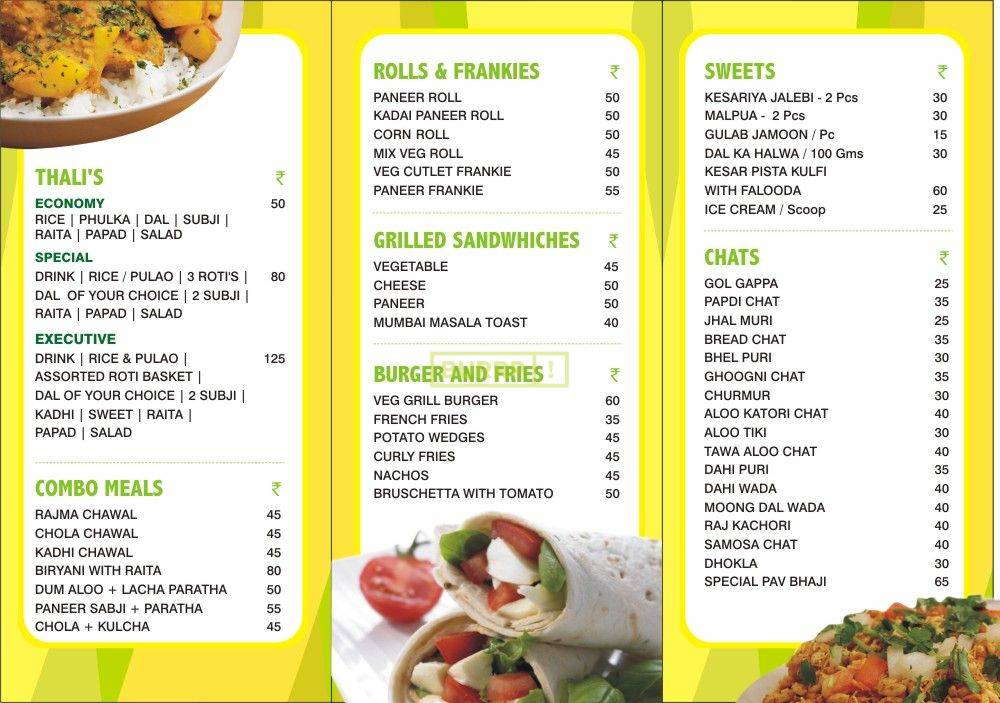 THALI'S ₹
ECONOMY 50
RICE | PHULKA | DAL | SUBJI |
RAITA | PAPAD | SALAD
SPECIAL
DRINK | RICE / PULAO | 3 ROTI'S | 80
DAL OF YOUR CHOICE | 2 SUBJI |
RAITA | PAPAD | SALAD
EXECUTIVE
DRINK | RICE & PULAO | 125
ASSORTED ROTI BASKET |
DAL OF YOUR CHOICE | 2 SUBJI |
KADHI | SWEET | RAITA |
PAPAD | SALAD
COMBO MEALS ₹
RAJMA CHAWAL 45
CHOLA CHAWAL 45
KADHI CHAWAL 45
BIRYANI WITH RAITA 80
DUM ALOO + LACHA PARATHA 50
PANEER SABJI + PARATHA 55
CHOLA + KULCHA 45
ROLLS & FRANKIES ₹
PANEER ROLL 50
KADAI PANEER ROLL 50
CORN ROLL 50
MIX VEG ROLL 45
VEG CUTLET FRANKIE 50
PANEER FRANKIE 55
GRILLED SANDWHICHES ₹
VEGETABLE 45
CHEESE 50
PANEER 50
MUMBAI MASALA TOAST 40
BURGER AND FRIES ₹
VEG GRILL BURGER 60
FRENCH FRIES 35
POTATO WEDGES 45
CURLY FRIES 45
NACHOS 45
BRUSCHETTA WITH TOMATO 50
SWEETS ₹
KESARIYA JALEBI - 2 Pcs 30
MALPUA - 2 Pcs 30
GULAB JAMOON / Pc 15
DAL KA HALWA / 100 Gms 30
KESAR PISTA KULFI
WITH FALOODA 60
ICE CREAM / Scoop 25
CHATS ₹
GOL GAPPA 25
PAPDI CHAT 35
JHAL MURI 25
BREAD CHAT 35
BHEL PURI 30
GHOOGNI CHAT 35
CHURMUR 30
ALOO KATORI CHAT 40
ALOO TIKI 30
TAWA ALOO CHAT 40
DAHI PURI 35
DAHI WADA 40
MOONG DAL WADA 40
RAJ KACHORI 40
SAMOSA CHAT 40
DHOKLA 30
SPECIAL PAV BHAJI 65